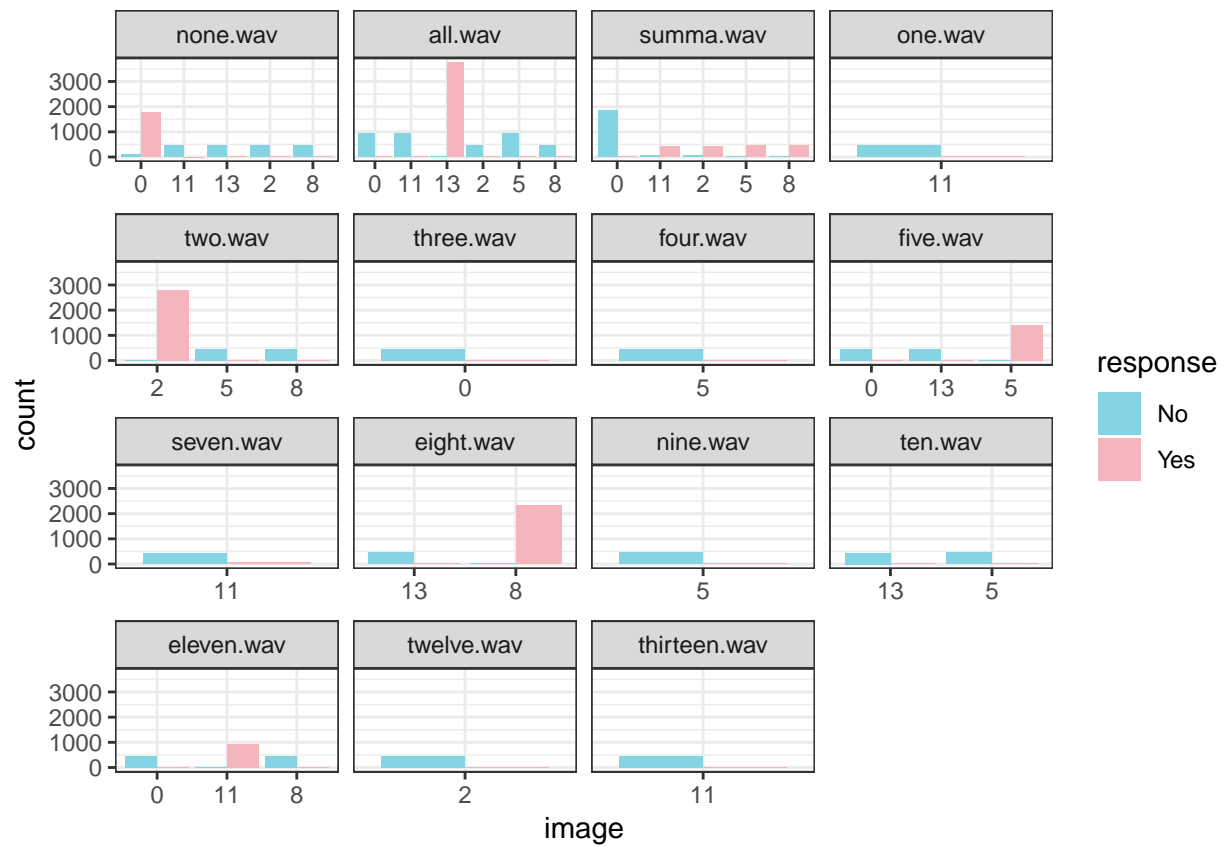 none.wav all.wav summa.wav one.wav
3000
2000
1000
0
0 11 13 2 8 0 11 13 2 5 8 0 11 2 5 8 11
two.wav three.wav four.wav five.wav
3000
2000
1000
0
2 5 8 0 5 0 13 5
seven.wav eight.wav nine.wav ten.wav
3000
2000
1000
0
11 13 8 5 13 5
eleven.wav twelve.wav thirteen.wav
3000
2000
1000
0
0 11 8 2 11
count
image
response
No
Yes